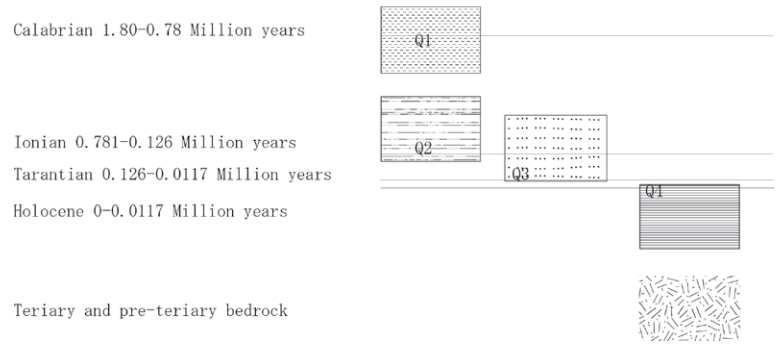 Calabrian 1.80-0.78 Million years
Q1
Ionian 0.781-0.126 Million years
Q2
Tarantian 0.126-0.0117 Million years
Q3
Q4
Holocene 0-0.0117 Million years
Teriary and pre-teriary bedrock